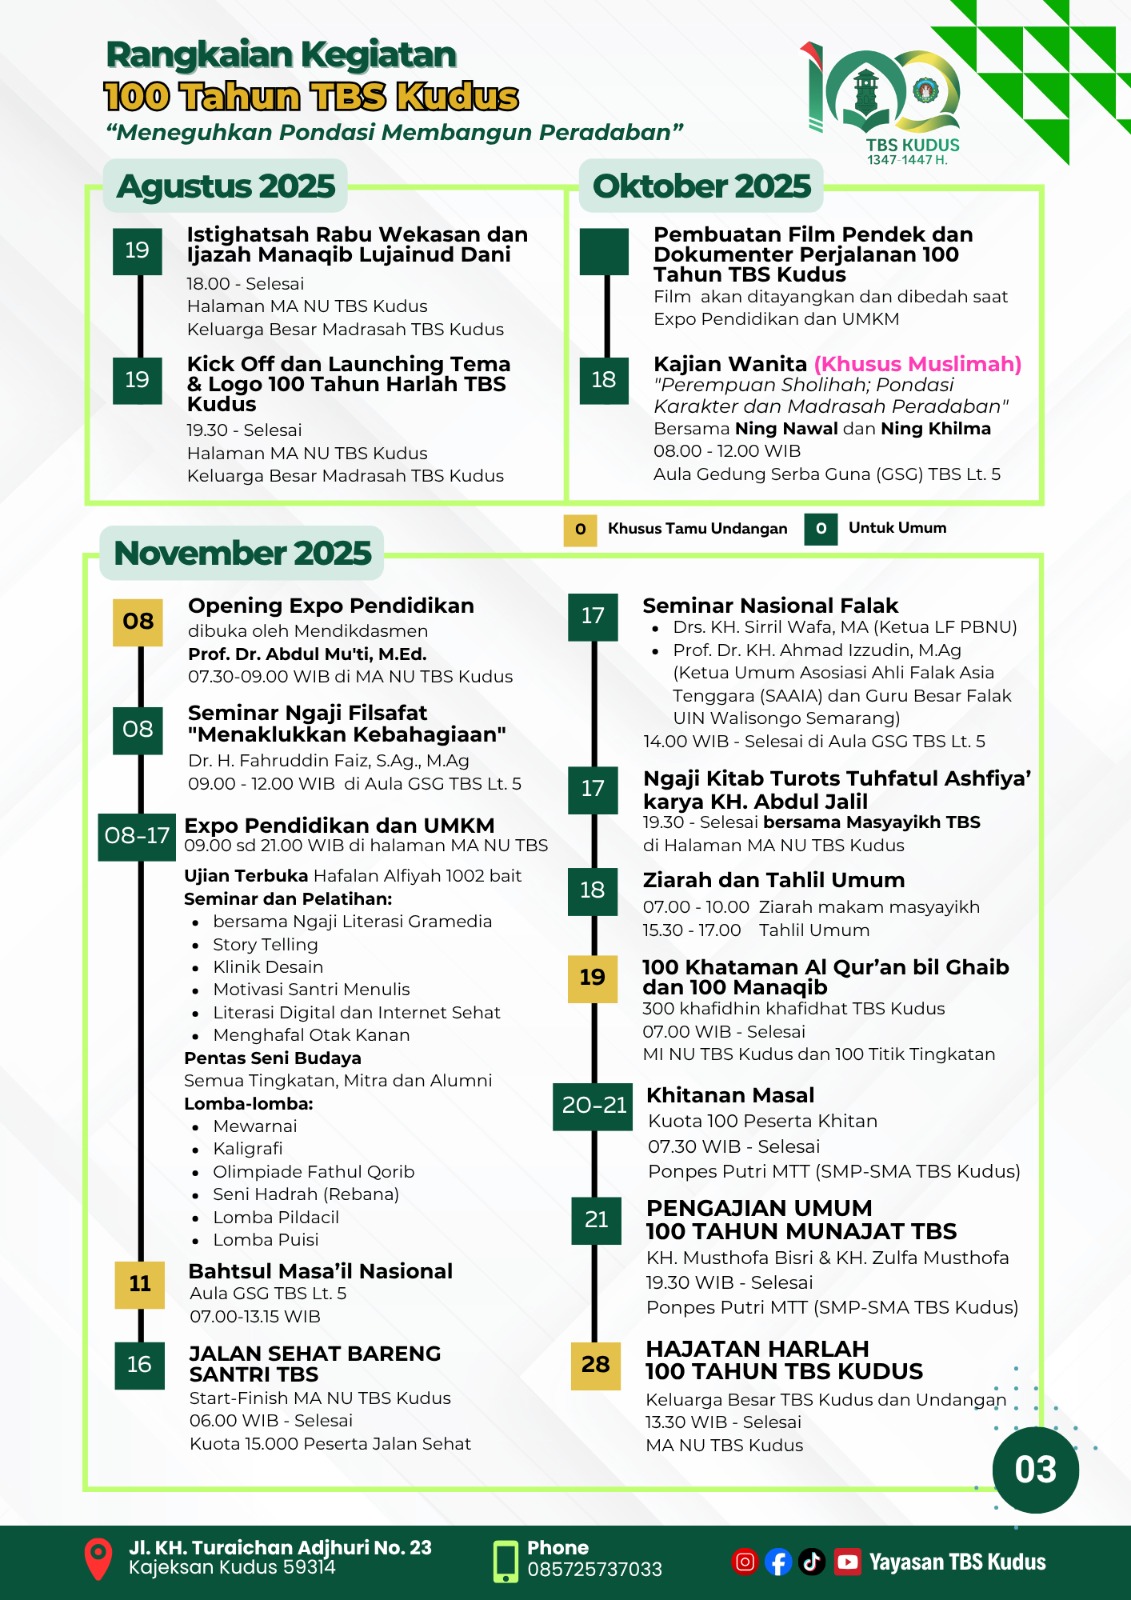 Rangkaian Kegiatan
100 Tahun TBS Kudus
“Meneguhkan Pondasi Membangun Peradaban”
100
TBS KUDUS
1347-1447 H.
Agustus 2025
19
Istighatsah Rabu Wekasan dan
Ijazah Manaqib Lujainud Dani
18.00 - Selesai
Halaman MA NU TBS Kudus
Keluarga Besar Madrasah TBS Kudus
19
Kick Off dan Launching Tema
& Logo 100 Tahun Harlah TBS
Kudus
19.30 - Selesai
Halaman MA NU TBS Kudus
Keluarga Besar Madrasah TBS Kudus
Oktober 2025
Pembuatan Film Pendek dan
Dokumenter Perjalanan 100
Tahun TBS Kudus
Film akan ditayangkan dan dibedah saat
Expo Pendidikan dan UMKM
18
Kajian Wanita (Khusus Muslimah)
"Perempuan Sholihah; Pondasi
Karakter dan Madrasah Peradaban"
Bersama Ning Nawal dan Ning Khilma
08.00 - 12.00 WIB
Aula Gedung Serba Guna (GSG) TBS Lt. 5
0 Khusus Tamu Undangan
0 Untuk Umum
November 2025
08
Opening Expo Pendidikan
dibuka oleh Mendikdasmen
Prof. Dr. Abdul Mu'ti, M.Ed.
07.30-09.00 WIB di MA NU TBS Kudus
08
Seminar Ngaji Filsafat
"Menaklukkan Kebahagiaan"
Dr. H. Fahruddin Faiz, S.Ag., M.Ag
09.00 - 12.00 WIB di Aula GSG TBS Lt. 5
08-17
Expo Pendidikan dan UMKM
09.00 sd 21.00 WIB di halaman MA NU TBS
Ujian Terbuka Hafalan Alfiyah 1002 bait
Seminar dan Pelatihan:
• bersama Ngaji Literasi Gramedia
• Story Telling
• Klinik Desain
• Motivasi Santri Menulis
• Literasi Digital dan Internet Sehat
• Menghafal Otak Kanan
Pentas Seni Budaya
Semua Tingkatan, Mitra dan Alumni
Lomba-lomba:
• Mewarnai
• Kaligrafi
• Olimpiade Fathul Qorib
• Seni Hadrah (Rebana)
• Lomba Pildacil
• Lomba Puisi
11
Bahtsul Masa’il Nasional
Aula GSG TBS Lt. 5
07.00-13.15 WIB
16
JALAN SEHAT BARENG
SANTRI TBS
Start-Finish MA NU TBS Kudus
06.00 WIB - Selesai
Kuota 15.000 Peserta Jalan Sehat
17
Seminar Nasional Falak
• Drs. KH. Sirril Wafa, MA (Ketua LF PBNU)
• Prof. Dr. KH. Ahmad Izzudin, M.Ag
(Ketua Umum Asosiasi Ahli Falak Asia
Tenggara (SAAIA) dan Guru Besar Falak
UIN Walisongo Semarang)
14.00 WIB - Selesai di Aula GSG TBS Lt. 5
17
Ngaji Kitab Turots Tuhfatul Ashfiya’
karya KH. Abdul Jalil
19.30 - Selesai bersama Masyayikh TBS
di Halaman MA NU TBS Kudus
18
Ziarah dan Tahlil Umum
07.00 - 10.00 Ziarah makam masyayikh
15.30 - 17.00 Tahlil Umum
19
100 Khataman Al Qur’an bil Ghaib
dan 100 Manaqib
300 khafidhin khafidhat TBS Kudus
07.00 WIB - Selesai
MI NU TBS Kudus dan 100 Titik Tingkatan
20-21
Khitanan Masal
Kuota 100 Peserta Khitan
07.30 WIB - Selesai
Ponpes Putri MTT (SMP-SMA TBS Kudus)
21
PENGAJIAN UMUM
100 TAHUN MUNAJAT TBS
KH. Musthofa Bisri & KH. Zulfa Musthofa
19.30 WIB - Selesai
Ponpes Putri MTT (SMP-SMA TBS Kudus)
28
HAJATAN HARLAH
100 TAHUN TBS KUDUS
Keluarga Besar TBS Kudus dan Undangan
13.30 WIB - Selesai
MA NU TBS Kudus
03
Jl. KH. Turaichan Adjhuri No. 23
Kajeksan Kudus 59314
Phone
085725737033
Yayasan TBS Kudus